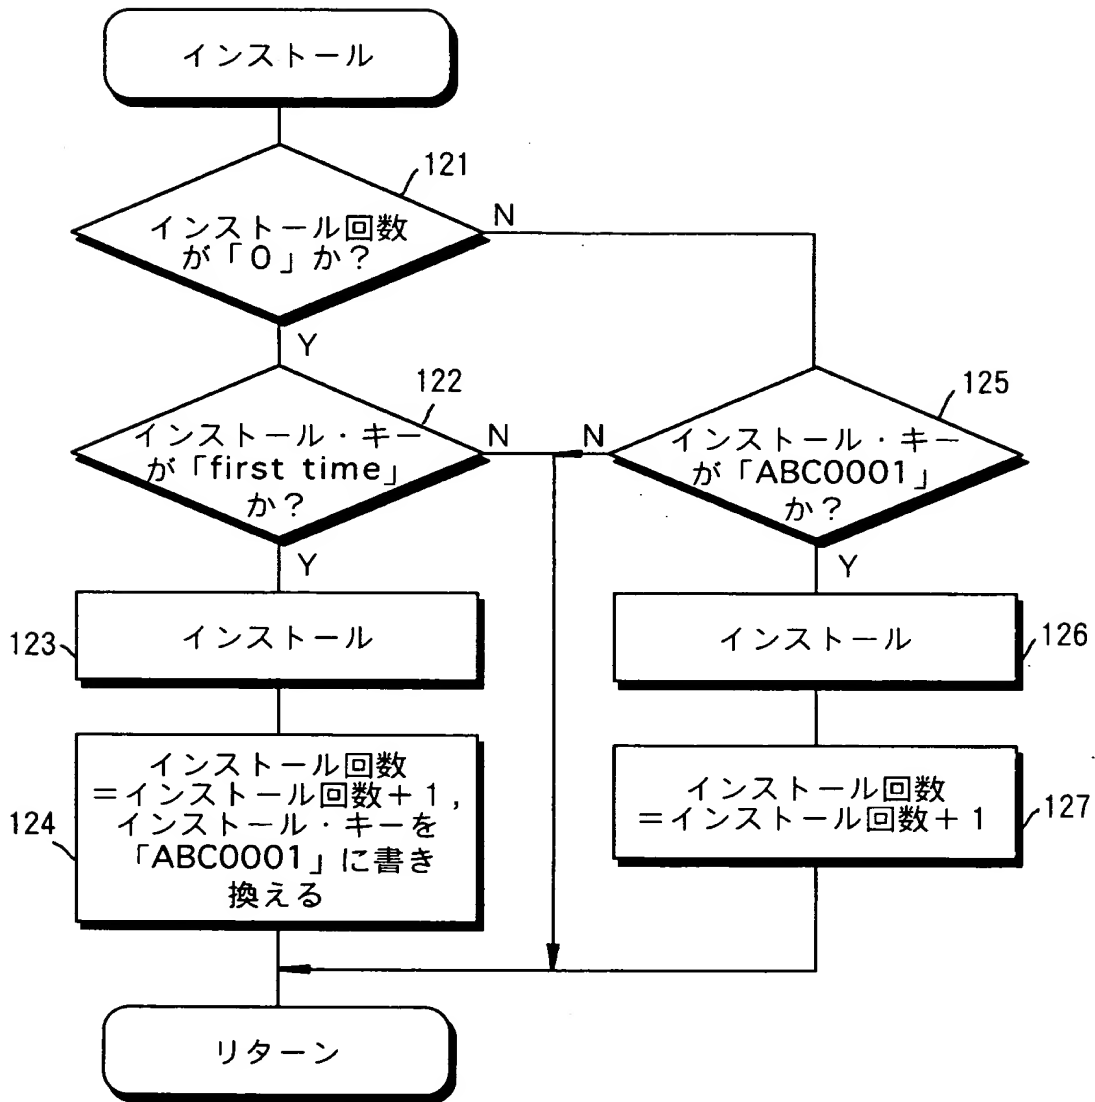 インストール
121
インストール回数
が「0」か?
N
Y
122
インストール・キー
が「first time」
か?
N
Y
125
インストール・キー
が「ABC0001」
か?
N
Y
123
インストール
インストール
126
124
インストール回数
=インストール回数+1,
インストール・キーを
「ABC0001」に書き
換える
インストール回数
=インストール回数+1
127
リターン